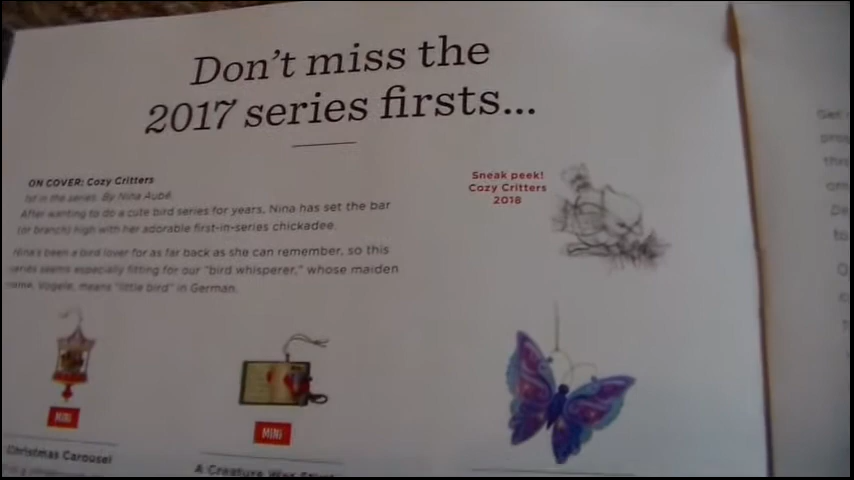 Don't miss the
2017 series firsts...
ON COVER: Cozy Critters
1st in the series. By Nina Aubé.
After wanting to do a cute bird series for years, Nina has set the bar
(or branch) high with her adorable first-in-series chickadee.
Nina's been a bird lover for as far back as she can remember, so this
series seems especially fitting for our "bird whisperer," whose maiden
name, Vogele, means "little bird" in German.
Sneak peek!
Cozy Critters
2018
MINI
MINI
Christmas Carousel
A Creature Was